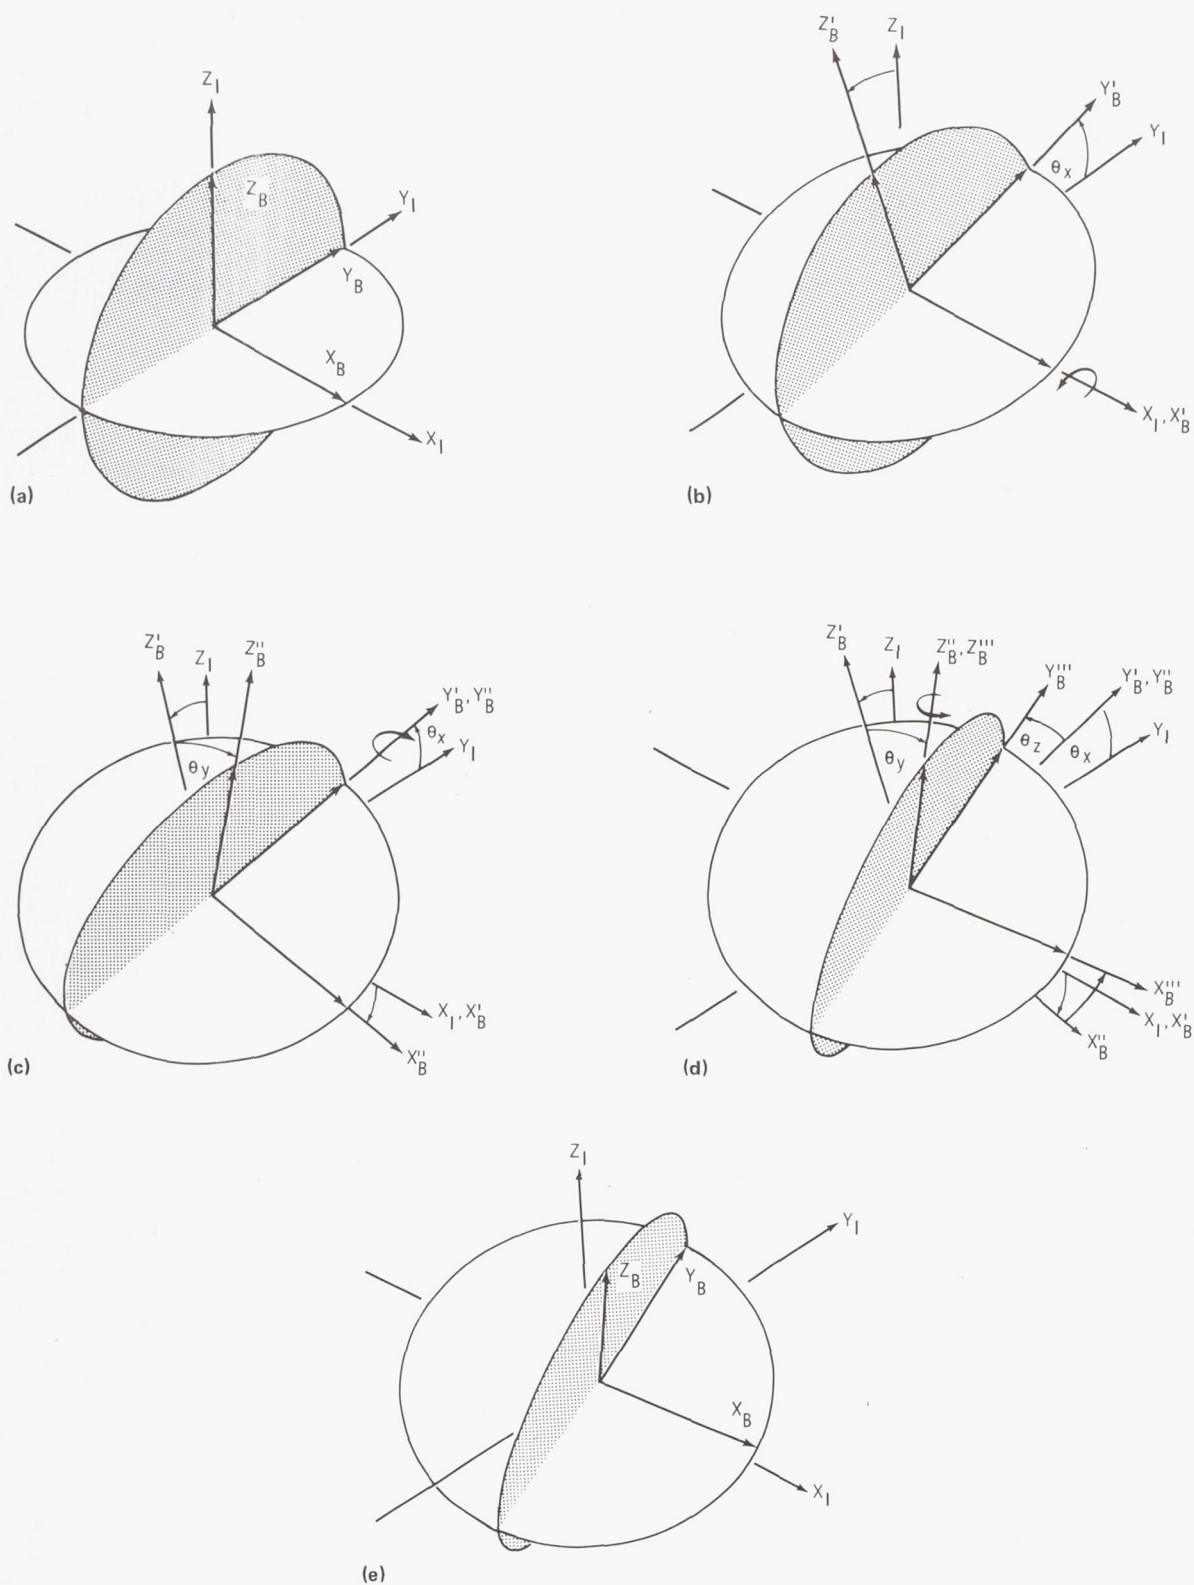 Z_I
Z_B
Y_I
Y_B
X_B
X_I
(a)
Z'_B
Z_I
Y'_B
Y_I
θ_x
X_I, X'_B
(b)
Z'_B
Z_I
Z''_B
Y'_B, Y''_B
θ_x
Y_I
θ_y
X_I, X'_B
X''_B
(c)
Z'_B
Z_I
Z''_B, Z'''_B
Y'''_B
Y'_B, Y''_B
Y_I
θ_z
θ_x
θ_y
X'''_B
X_I, X'_B
X''_B
(d)
Z_I
Y_I
Z_B
Y_B
X_B
X_I
(e)